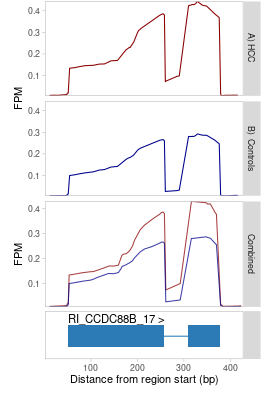 0.4
0.3
0.2
0.1
A) HCC
FPM
0.4
0.3
0.2
0.1
B) Controls
0.4
0.3
0.2
0.1
FPM
Combined
RI_CCDC88B_17 >
100 200 300 400
Distance from region start (bp)